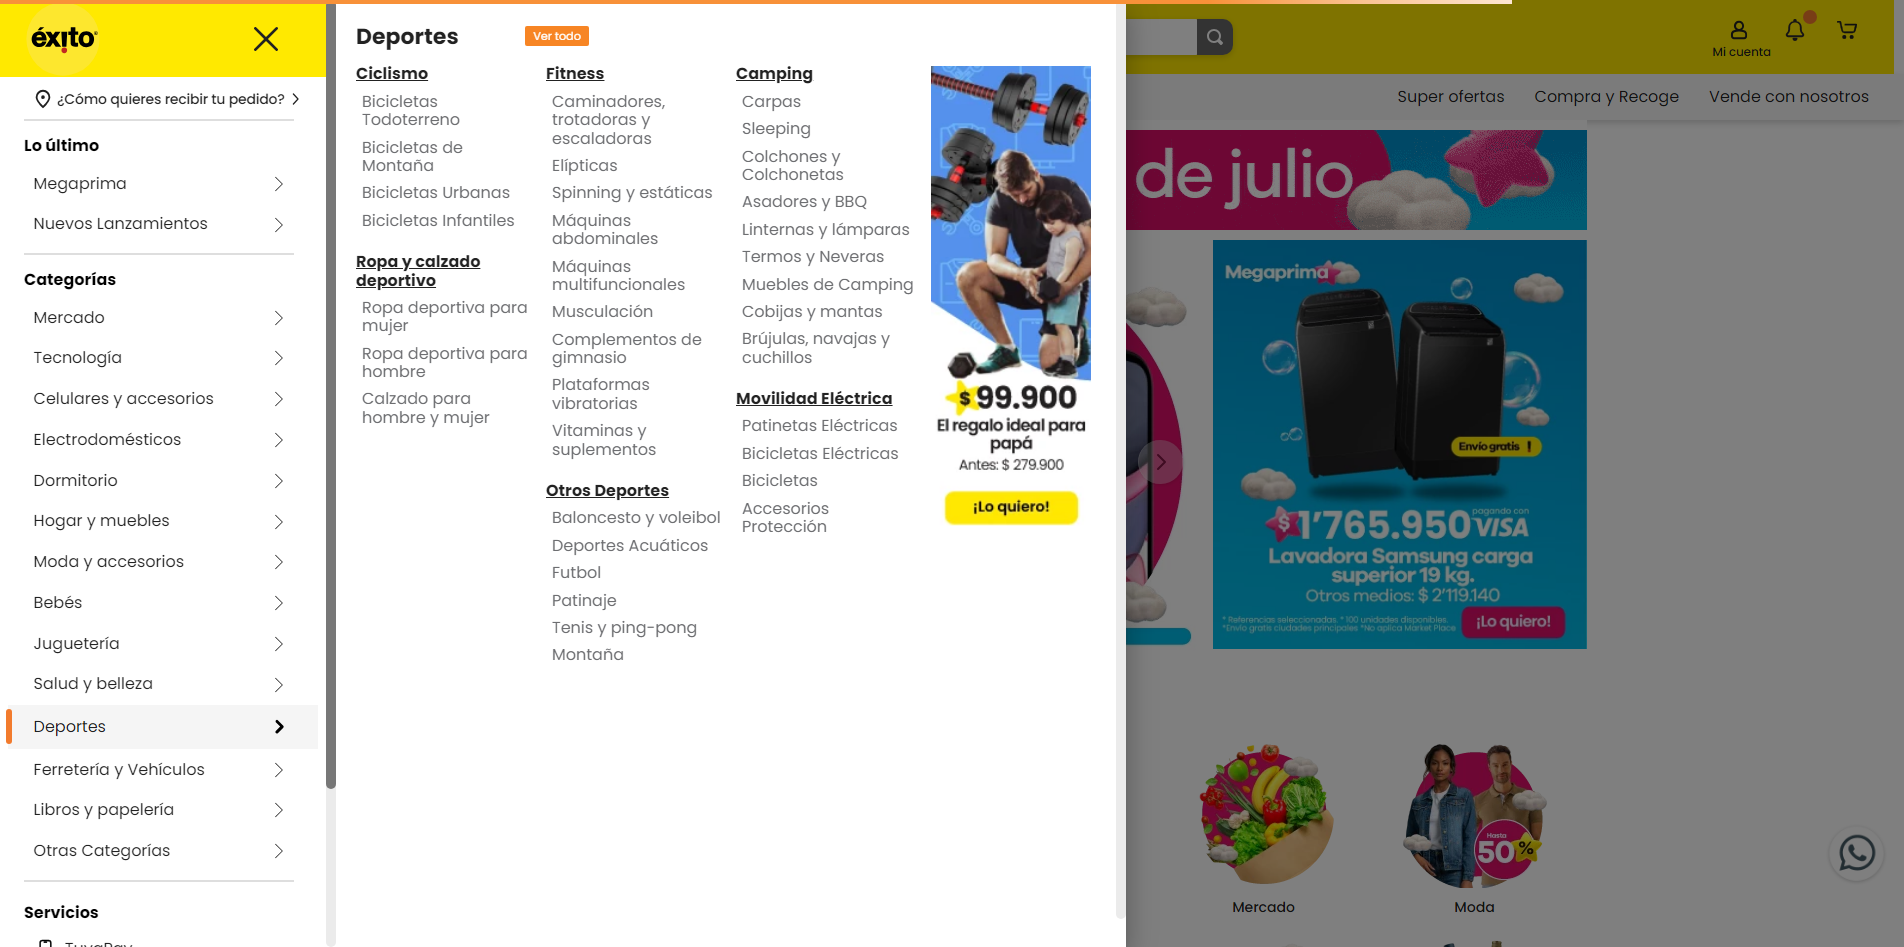 éxito
¿Cómo quieres recibir tu pedido?
Lo último
Megaprima
Nuevos Lanzamientos
Categorías
Mercado
Tecnología
Celulares y accesorios
Electrodomésticos
Dormitorio
Hogar y muebles
Moda y accesorios
Bebés
Juguetería
Salud y belleza
Deportes
Ferretería y Vehículos
Libros y papelería
Otras Categorías
Servicios
TuyaPay
Deportes
Ver todo
Ciclismo
Bicicletas
Todoterreno
Bicicletas de
Montaña
Bicicletas Urbanas
Bicicletas Infantiles
Ropa y calzado
deportivo
Ropa deportiva para
mujer
Ropa deportiva para
hombre
Calzado para
hombre y mujer
Fitness
Caminadores,
trotadoras y
escaladoras
Elípticas
Spinning y estáticas
Máquinas
abdominales
Máquinas
multifuncionales
Musculación
Complementos de
gimnasio
Plataformas
vibratorias
Vitaminas y
suplementos
Otros Deportes
Baloncesto y voleibol
Deportes Acuáticos
Futbol
Patinaje
Tenis y ping-pong
Montaña
Camping
Carpas
Sleeping
Colchones y
Colchonetas
Asadores y BBQ
Linternas y lámparas
Termos y Neveras
Muebles de Camping
Cobijas y mantas
Brújulas, navajas y
cuchillos
Movilidad Eléctrica
Patinetas Eléctricas
Bicicletas Eléctricas
Bicicletas
Accesorios
Protección
$ 99.900
El regalo ideal para
papá
Antes: $ 279.900
¡Lo quiero!
Mi cuenta
Super ofertas
Compra y Recoge
Vende con nosotros
de julio
Megaprima
Envío gratis !
$1'765.950 pagando con VISA
Lavadora Samsung carga
superior 19 kg.
Otros medios: $ 2'119.140
* Referencias seleccionadas. * 100 unidades disponibles.
*Envío gratis ciudades principales *No aplica Market Place
¡Lo quiero!
Hasta
50%
Mercado
Moda